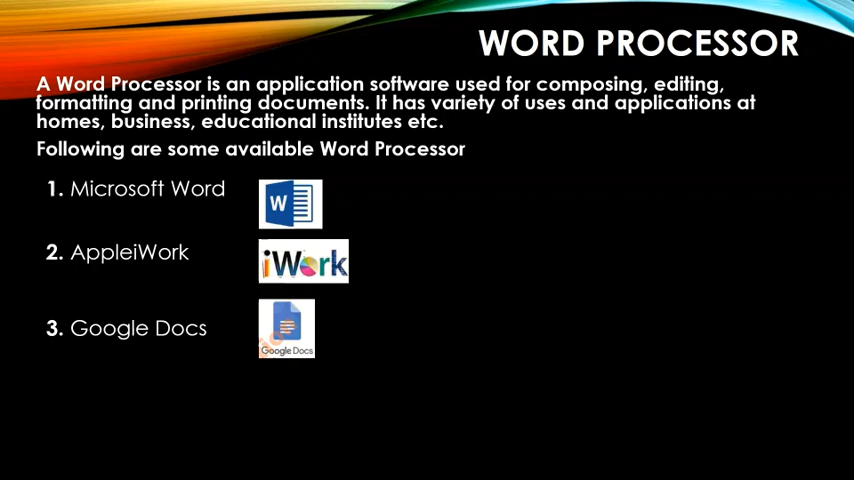 WORD PROCESSOR
A Word Processor is an application software used for composing, editing,
formatting and printing documents. It has variety of uses and applications at
homes, business, educational institutes etc.
Following are some available Word Processor
1. Microsoft Word
W
2. AppleiWork
iWork
3. Google Docs
Google Docs